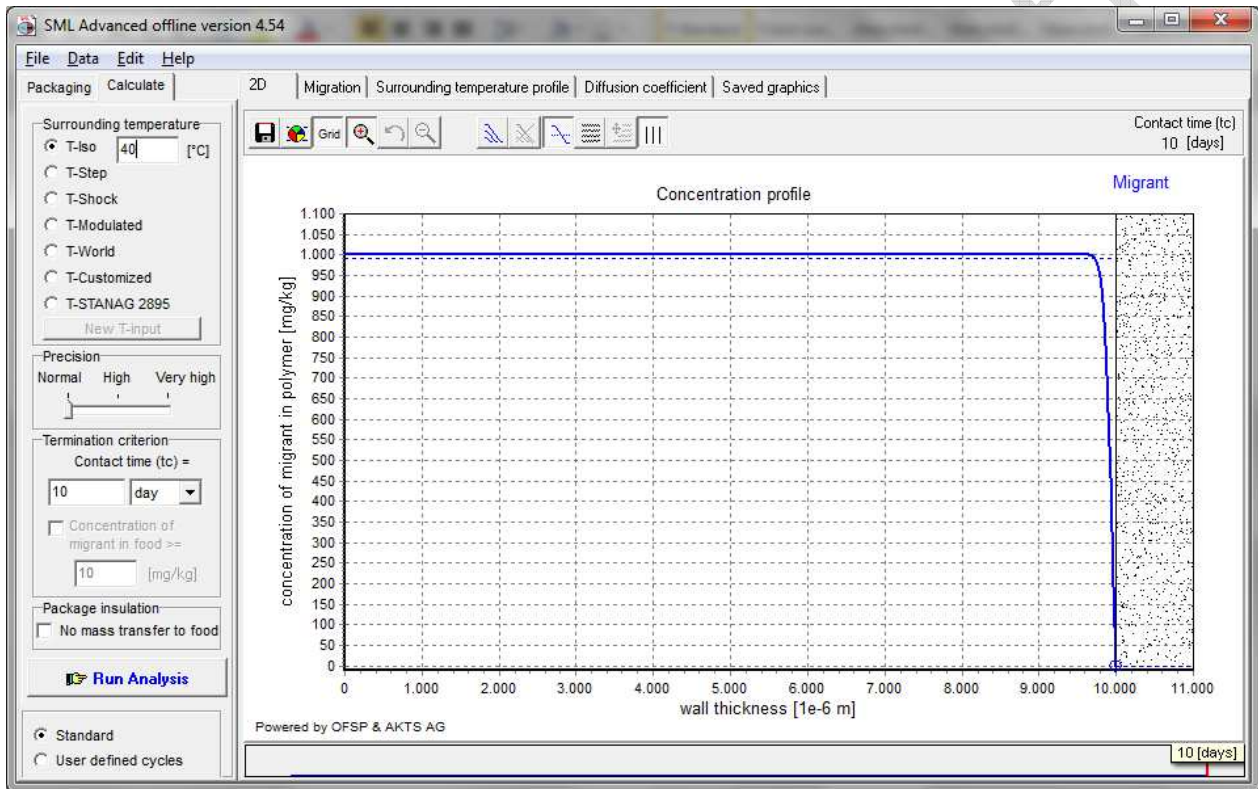 SML Advanced offline version 4.54
File Data Edit Help
Packaging Calculate
2D Migration Surrounding temperature profile Diffusion coefficient Saved graphics
Surrounding temperature
T-Iso 40 [°C]
T-Step
T-Shock
T-Modulated
T-World
T-Customized
T-STANAG 2895
New T-input
Precision
Normal High Very high
Termination criterion
Contact time (tc) =
10 day
Concentration of
migrant in food >=
10 [mg/kg]
Package insulation
No mass transfer to food
Run Analysis
Standard
User defined cycles
Grid
Contact time (tc)
10 [days]
Migrant
Concentration profile
concentration of migrant in polymer [mg/kg]
1.100
1.050
1.000
950
900
850
800
750
700
650
600
550
500
450
400
350
300
250
200
150
100
50
0
0 1.000 2.000 3.000 4.000 5.000 6.000 7.000 8.000 9.000 10.000 11.000
wall thickness [1e-6 m]
Powered by OFSP & AKTS AG
10 [days]